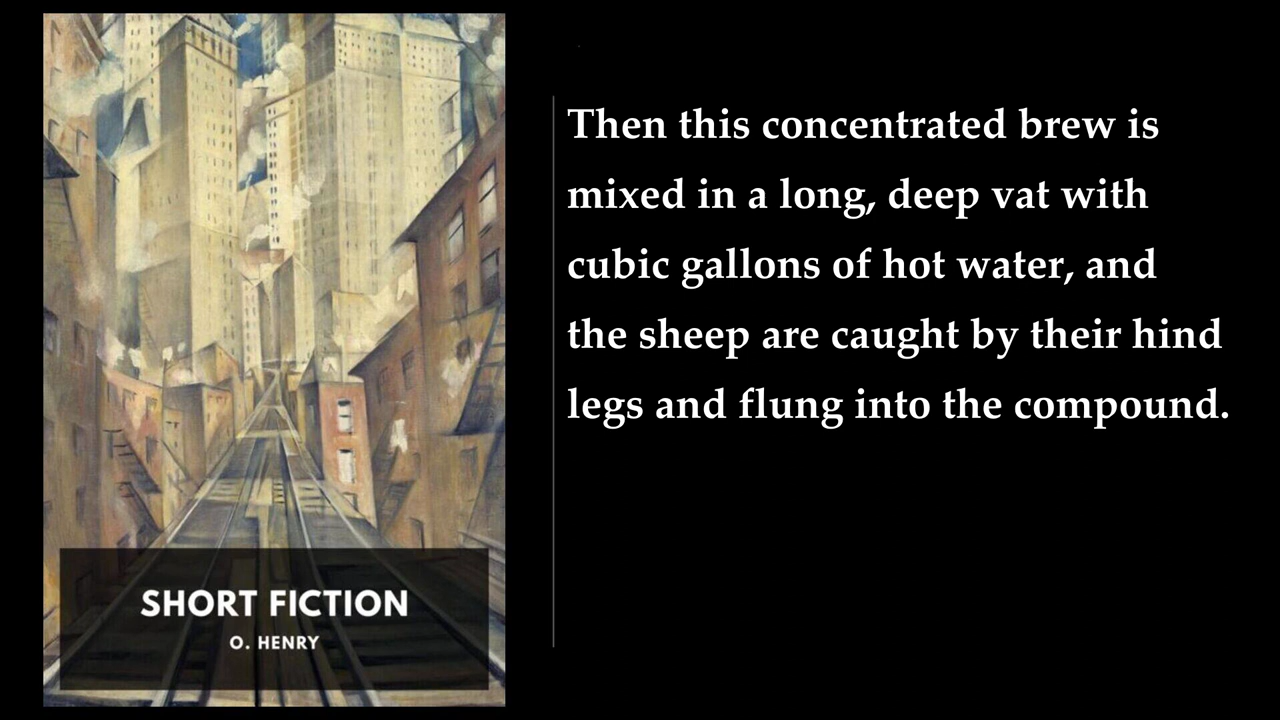 Then this concentrated brew is
mixed in a long, deep vat with
cubic gallons of hot water, and
the sheep are caught by their hind
legs and flung into the compound.
SHORT FICTION
O. HENRY